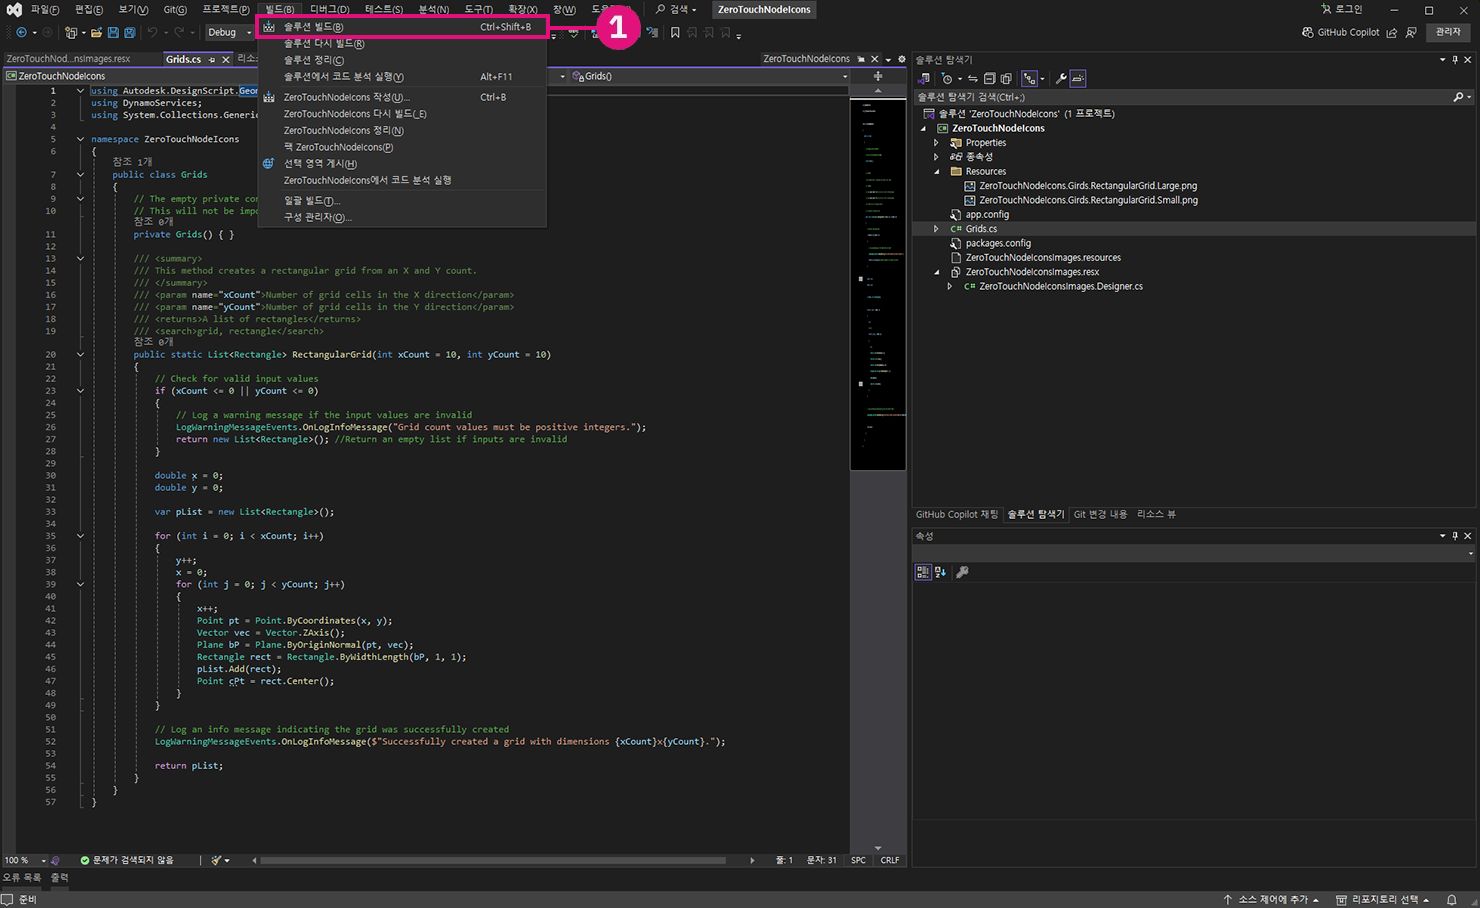 파일(F) 편집(E) 보기(V) Git(G) 프로젝트(P) 빌드(B) 디버그(D) 테스트(S) 분석(N) 도구(T) 확장(X) 창(W) 검색 ZeroTouchNodeIcons 로그인
Debug
GitHub Copilot
관리자
솔루션 빌드(B) Ctrl+Shift+B
1
솔루션 다시 빌드(R)
솔루션 정리(C)
솔루션에서 코드 분석 실행(Y) Alt+F11
ZeroTouchNodeIcons 작성(U)... Ctrl+B
ZeroTouchNodeIcons 다시 빌드(E)
ZeroTouchNodeIcons 정리(N)
팩 ZeroTouchNodeIcons(P)
선택 영역 게시(H)
ZeroTouchNodeIcons에서 코드 분석 실행
일괄 빌드(T)...
구성 관리자(O)...
ZeroTouchNod...nsImages.resx Grids.cs ZeroTouchNodeIcons
ZeroTouchNodeIcons Grids()
1 using Autodesk.DesignScript.Geom
2 using DynamoServices;
3 using System.Collections.Generic
4
5 namespace ZeroTouchNodeIcons
6 {
참조 1개
7 public class Grids
8 {
9 // The empty private con
10 // This will not be impo
참조 0개
11 private Grids() { }
12
13 /// <summary>
14 /// This method creates a rectangular grid from an X and Y count.
15 /// </summary>
16 /// <param name="xCount">Number of grid cells in the X direction</param>
17 /// <param name="yCount">Number of grid cells in the Y direction</param>
18 /// <returns>A list of rectangles</returns>
19 /// <search>grid, rectangle</search>
참조 0개
20 public static List<Rectangle> RectangularGrid(int xCount = 10, int yCount = 10)
21 {
22 // Check for valid input values
23 if (xCount <= 0 || yCount <= 0)
24 {
25 // Log a warning message if the input values are invalid
26 LogWarningMessageEvents.OnLogInfoMessage("Grid count values must be positive integers.");
27 return new List<Rectangle>(); //Return an empty list if inputs are invalid
28 }
29
30 double x = 0;
31 double y = 0;
32
33 var pList = new List<Rectangle>();
34
35 for (int i = 0; i < xCount; i++)
36 {
37 y++;
38 x = 0;
39 for (int j = 0; j < yCount; j++)
40 {
41 x++;
42 Point pt = Point.ByCoordinates(x, y);
43 Vector vec = Vector.ZAxis();
44 Plane bP = Plane.ByOriginNormal(pt, vec);
45 Rectangle rect = Rectangle.ByWidthLength(bP, 1, 1);
46 pList.Add(rect);
47 Point cPt = rect.Center();
48 }
49 }
50
51 // Log an info message indicating the grid was successfully created
52 LogWarningMessageEvents.OnLogInfoMessage($"Successfully created a grid with dimensions {xCount}x{yCount}.");
53
54 return pList;
55 }
56 }
57 }
100 % 문제가 검색되지 않음 줄: 1 문자: 31 SPC CRLF
오류 목록 출력
준비
솔루션 탐색기
솔루션 탐색기 검색(Ctrl+;)
솔루션 'ZeroTouchNodeIcons' (1 프로젝트)
ZeroTouchNodeIcons
Properties
종속성
Resources
ZeroTouchNodeIcons.Girds.RectangularGrid.Large.png
ZeroTouchNodeIcons.Girds.RectangularGrid.Small.png
app.config
C# Grids.cs
packages.config
ZeroTouchNodeIconsImages.resources
ZeroTouchNodeIconsImages.resx
C# ZeroTouchNodeIconsImages.Designer.cs
GitHub Copilot 채팅 솔루션 탐색기 Git 변경 내용 리소스 뷰
속성
소스 제어에 추가 리포지토리 선택